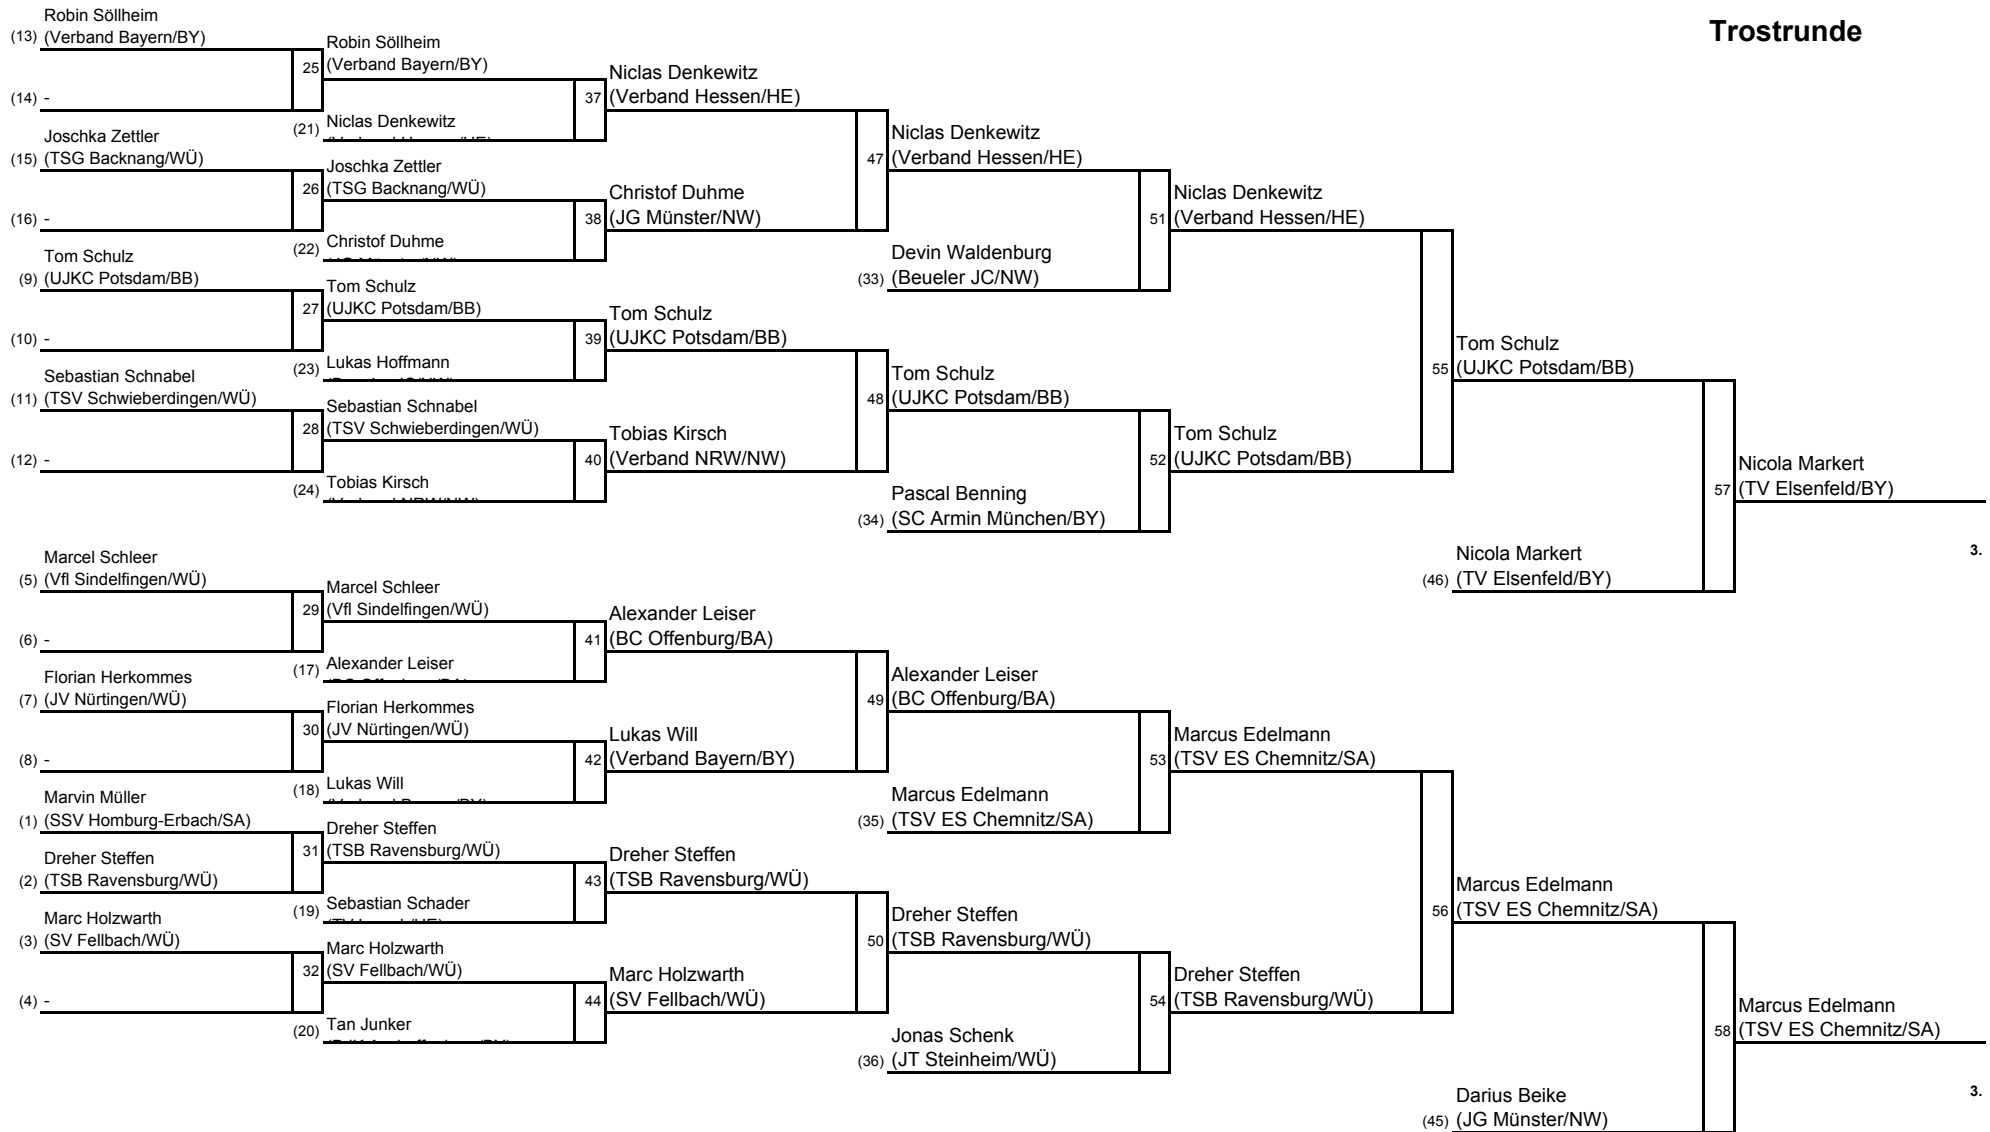 Trostrunde
Robin Söllheim
(13) (Verband Bayern/BY)
(14) -
Joschka Zettler
(15) (TSG Backnang/WÜ)
(16) -
Tom Schulz
(9) (UJKC Potsdam/BB)
(10) -
Sebastian Schnabel
(11) (TSV Schwieberdingen/WÜ)
(12) -
Marcel Schleer
(5) (Vfl Sindelfingen/WÜ)
(6) -
Florian Herkommes
(7) (JV Nürtingen/WÜ)
(8) -
Marvin Müller
(1) (SSV Homburg-Erbach/SA)
Dreher Steffen
(2) (TSB Ravensburg/WÜ)
Marc Holzwarth
(3) (SV Fellbach/WÜ)
(4) -
Robin Söllheim
25 (Verband Bayern/BY)
(21) Niclas Denkewitz
Joschka Zettler
26 (TSG Backnang/WÜ)
(22) Christof Duhme
Tom Schulz
27 (UJKC Potsdam/BB)
(23) Lukas Hoffmann
Sebastian Schnabel
28 (TSV Schwieberdingen/WÜ)
(24) Tobias Kirsch
Marcel Schleer
29 (Vfl Sindelfingen/WÜ)
(17) Alexander Leiser
Florian Herkommes
30 (JV Nürtingen/WÜ)
(18) Lukas Will
Dreher Steffen
31 (TSB Ravensburg/WÜ)
(19) Sebastian Schader
Marc Holzwarth
32 (SV Fellbach/WÜ)
(20) Tan Junker
Niclas Denkewitz
37 (Verband Hessen/HE)
Christof Duhme
38 (JG Münster/NW)
Tom Schulz
39 (UJKC Potsdam/BB)
Tobias Kirsch
40 (Verband NRW/NW)
Alexander Leiser
41 (BC Offenburg/BA)
Lukas Will
42 (Verband Bayern/BY)
Dreher Steffen
43 (TSB Ravensburg/WÜ)
Marc Holzwarth
44 (SV Fellbach/WÜ)
Niclas Denkewitz
47 (Verband Hessen/HE)
Devin Waldenburg
(33) (Beueler JC/NW)
Tom Schulz
48 (UJKC Potsdam/BB)
Pascal Benning
(34) (SC Armin München/BY)
Alexander Leiser
49 (BC Offenburg/BA)
Marcus Edelmann
(35) (TSV ES Chemnitz/SA)
Dreher Steffen
50 (TSB Ravensburg/WÜ)
Jonas Schenk
(36) (JT Steinheim/WÜ)
Niclas Denkewitz
51 (Verband Hessen/HE)
Tom Schulz
52 (UJKC Potsdam/BB)
Marcus Edelmann
53 (TSV ES Chemnitz/SA)
Dreher Steffen
54 (TSB Ravensburg/WÜ)
Tom Schulz
55 (UJKC Potsdam/BB)
Nicola Markert
(46) (TV Elsenfeld/BY)
Marcus Edelmann
56 (TSV ES Chemnitz/SA)
Darius Beike
(45) (JG Münster/NW)
Nicola Markert
57 (TV Elsenfeld/BY)
3.
Marcus Edelmann
58 (TSV ES Chemnitz/SA)
3.